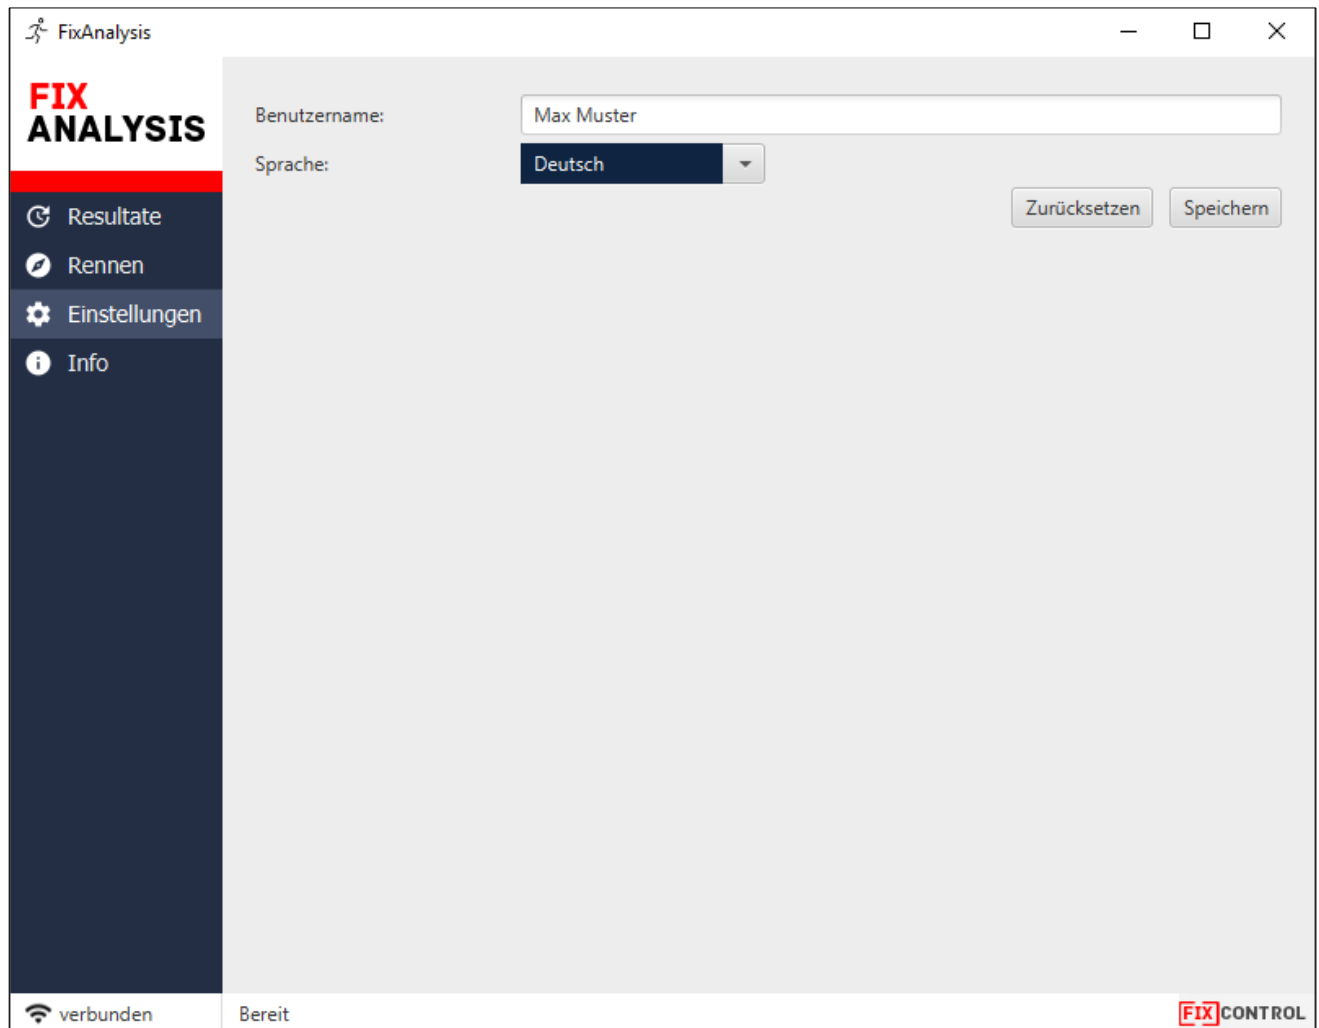 FixAnalysis
FIX
ANALYSIS
Benutzername:
Max Muster
Sprache:
Deutsch
Zurücksetzen
Speichern
Resultate
Rennen
Einstellungen
Info
verbunden
Bereit
FIX CONTROL